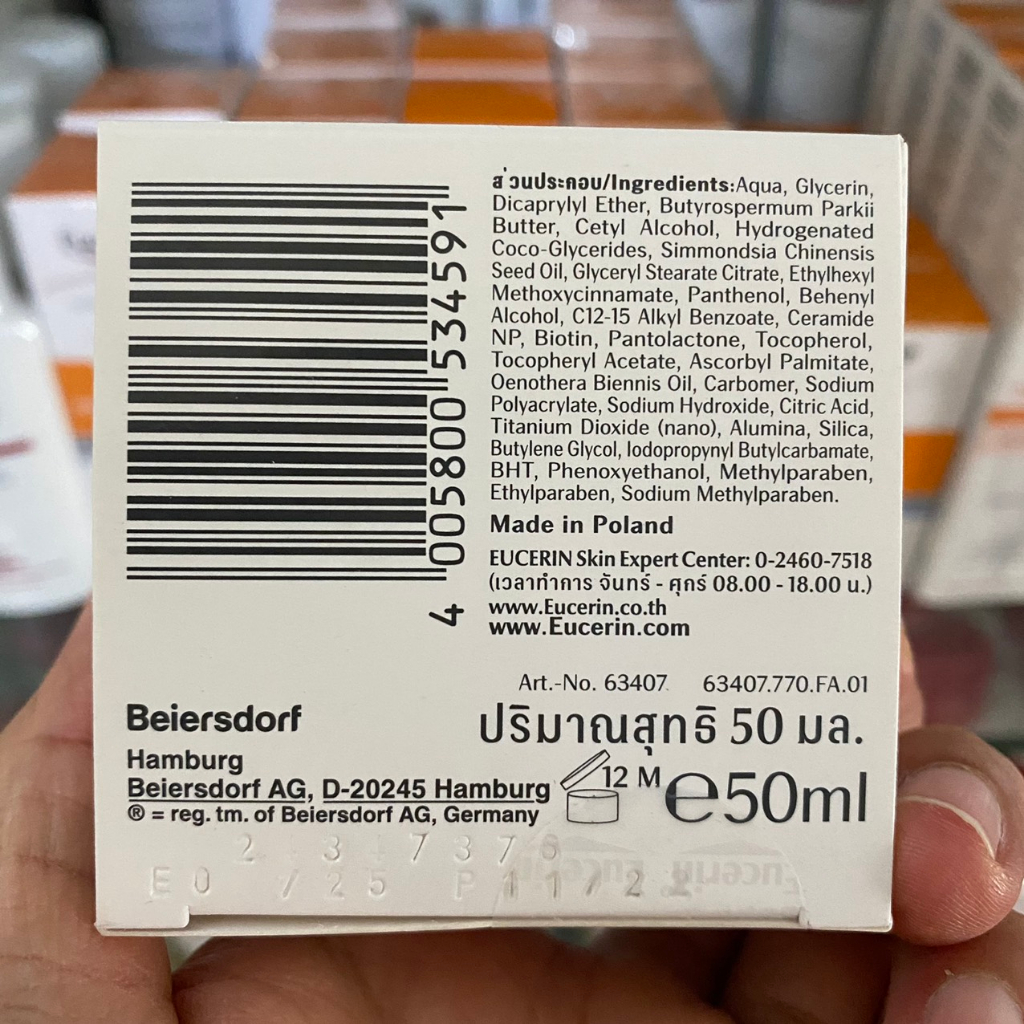 ส่วนประกอบ/Ingredients:Aqua, Glycerin,
Dicaprylyl Ether, Butyrospermum Parkii
Butter, Cetyl Alcohol, Hydrogenated
Coco-Glycerides, Simmondsia Chinensis
Seed Oil, Glyceryl Stearate Citrate, Ethylhexyl
Methoxycinnamate, Panthenol, Behenyl
Alcohol, C12-15 Alkyl Benzoate, Ceramide
NP, Biotin, Pantolactone, Tocopherol,
Tocopheryl Acetate, Ascorbyl Palmitate,
Oenothera Biennis Oil, Carbomer, Sodium
Polyacrylate, Sodium Hydroxide, Citric Acid,
Titanium Dioxide (nano), Alumina, Silica,
Butylene Glycol, Iodopropynyl Butylcarbamate,
BHT, Phenoxyethanol, Methylparaben,
Ethylparaben, Sodium Methylparaben.
Made in Poland
EUCERIN Skin Expert Center: 0-2460-7518
(เวลาทำการ จันทร์ - ศุกร์ 08.00 - 18.00 น.)
www.Eucerin.co.th
www.Eucerin.com
4 005800 534591
Art.-No. 63407 63407.770.FA.01
ปริมาณสุทธิ 50 มล.
12 M e50ml
Beiersdorf
Hamburg
Beiersdorf AG, D-20245 Hamburg
® = reg. tm. of Beiersdorf AG, Germany
Eucerin